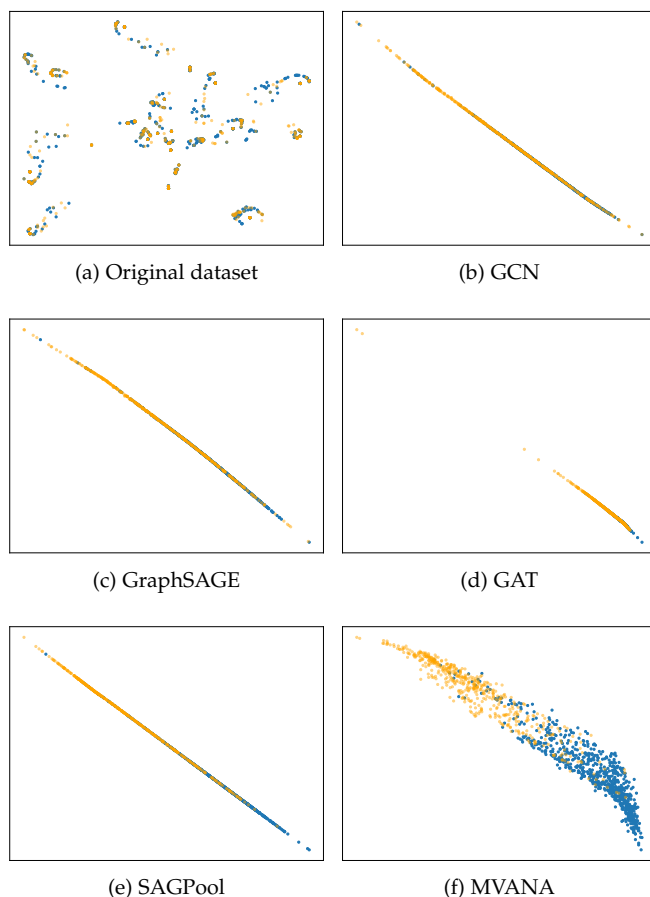 (a) Original dataset
(b) GCN
(c) GraphSAGE
(d) GAT
(e) SAGPool
(f) MVANA